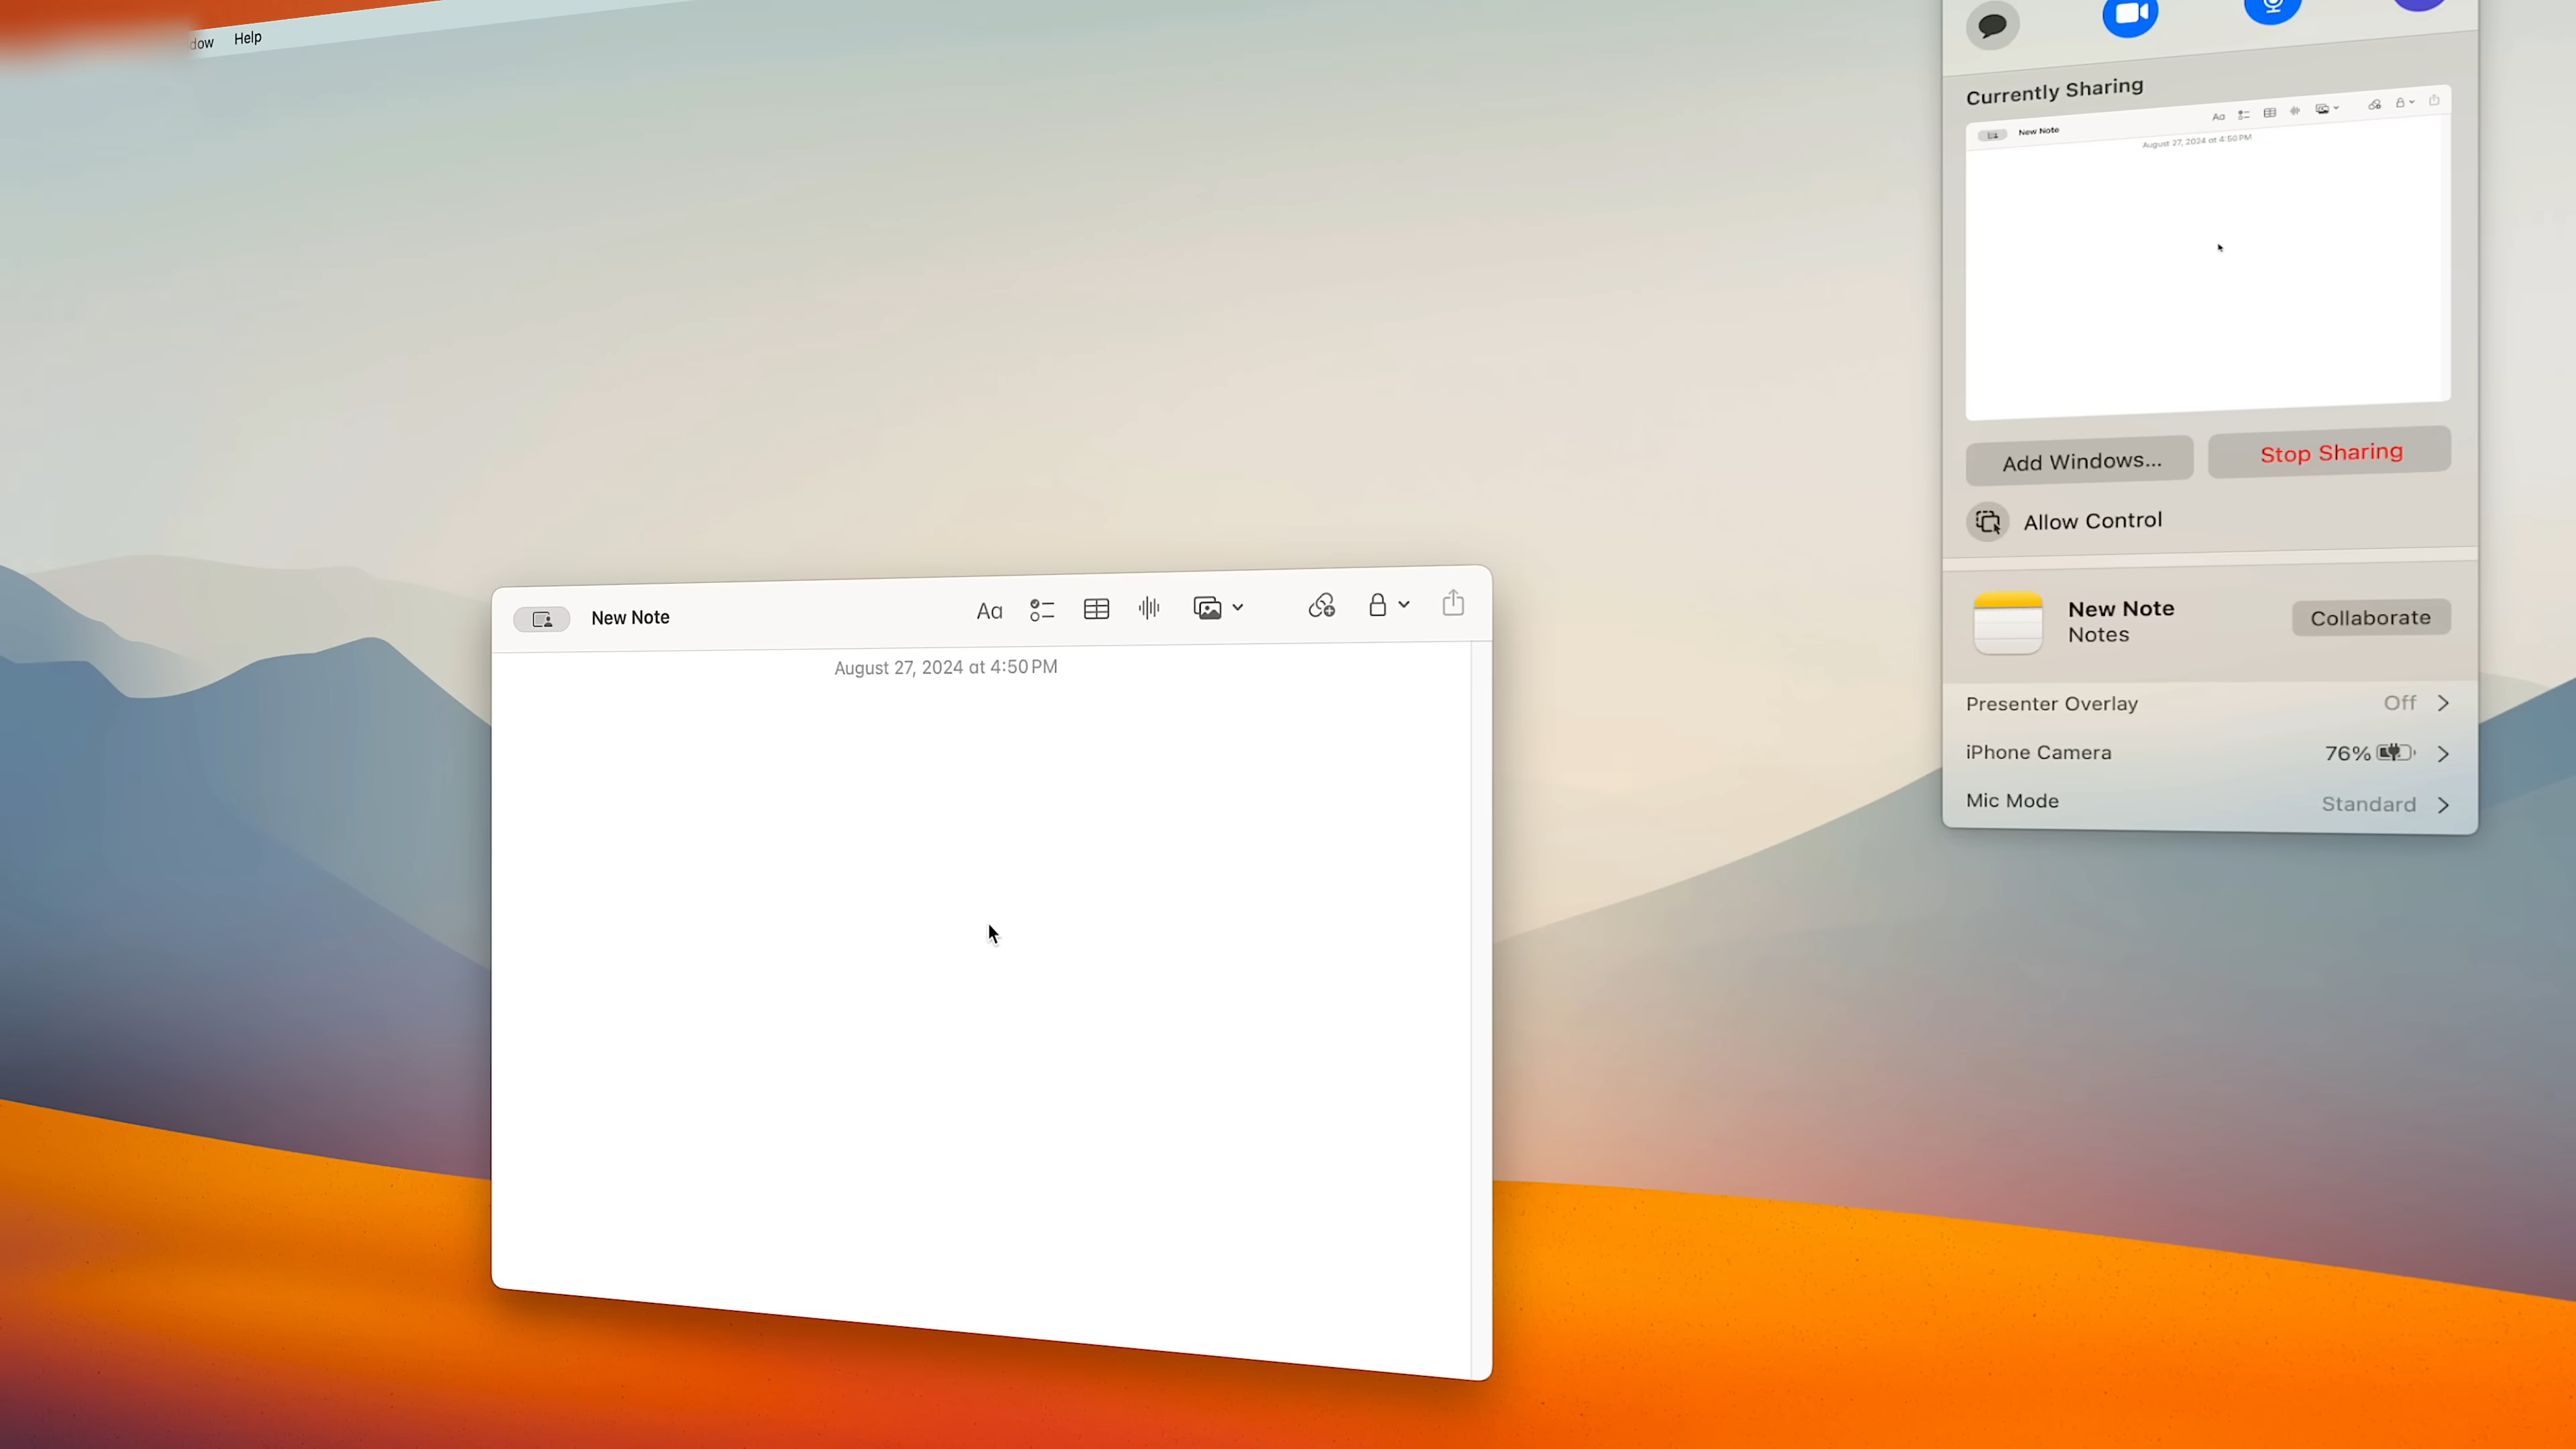 Help
Currently Sharing
New Note
Aa
August 27, 2024 at 4:50 PM
Add Windows...
Stop Sharing
Allow Control
New Note
Notes
Collaborate
Presenter Overlay
Off
iPhone Camera
76%
Mic Mode
Standard
New Note
Aa
August 27, 2024 at 4:50 PM